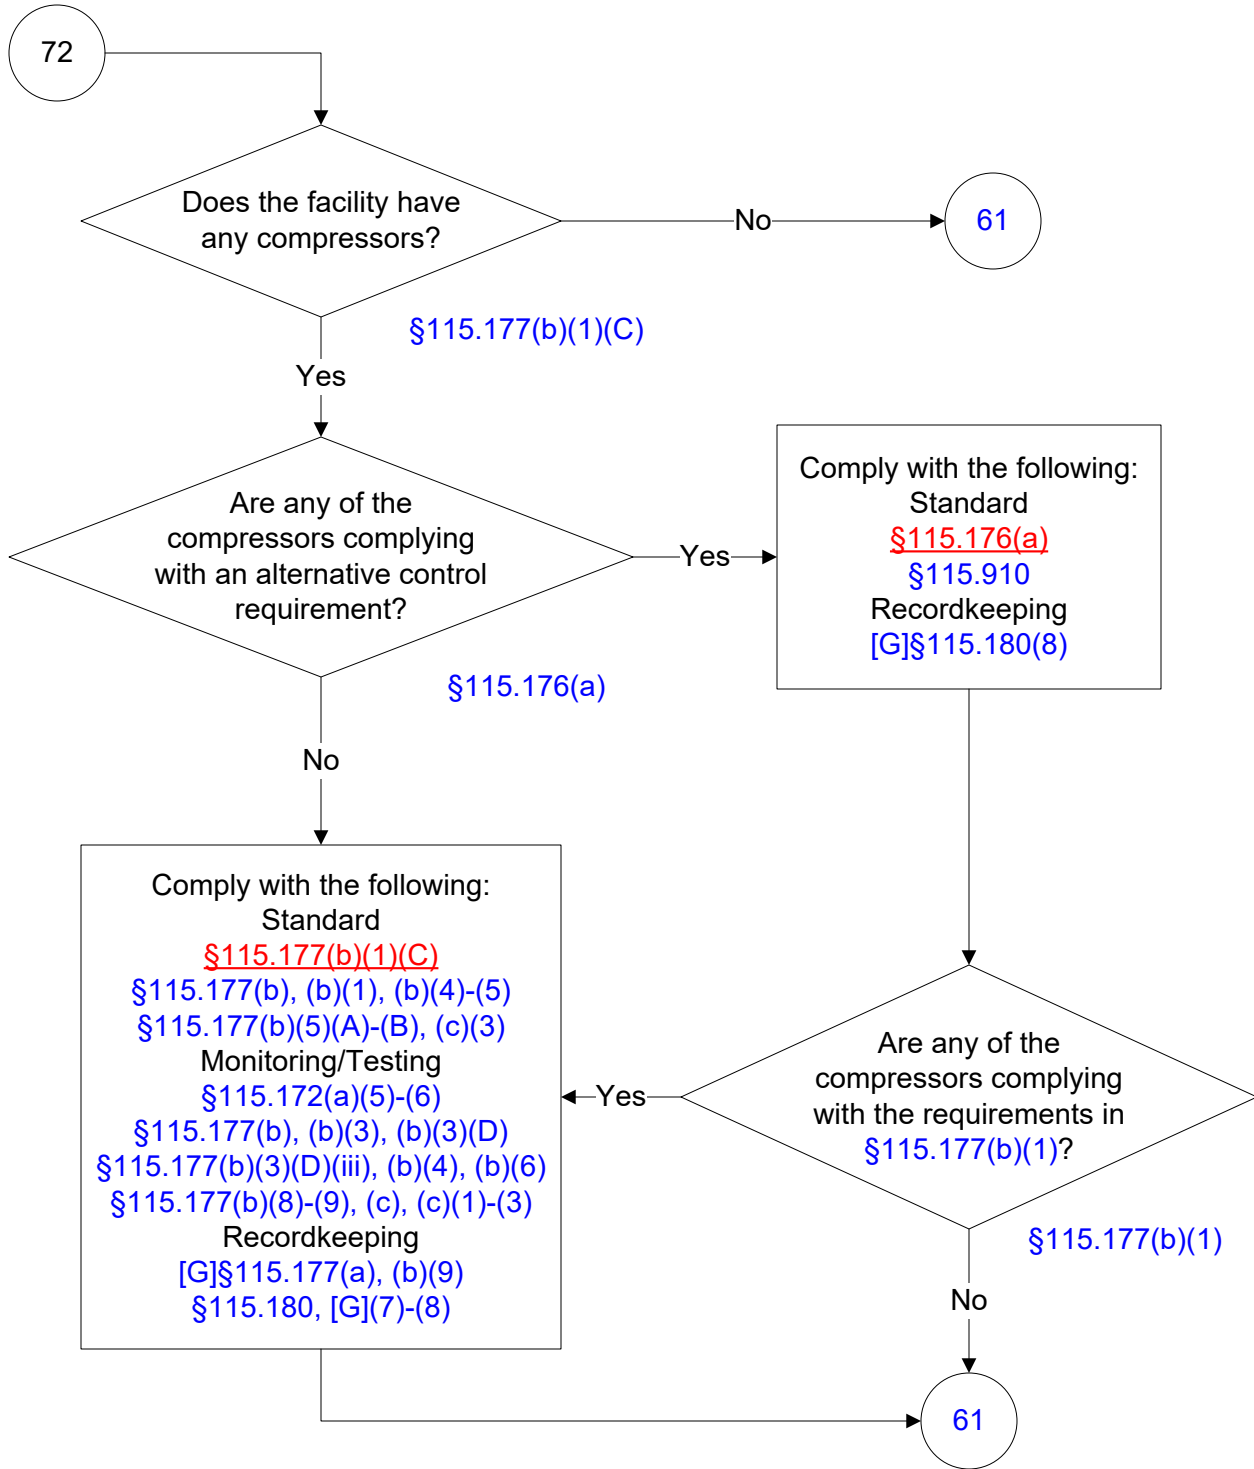 72
Does the facility have
any compressors?
No
61
§115.177(b)(1)(C)
Yes
Are any of the
compressors complying
with an alternative control
requirement?
Yes
Comply with the following:
Standard
§115.176(a)
§115.910
Recordkeeping
[G]§115.180(8)
§115.176(a)
No
Comply with the following:
Standard
§115.177(b)(1)(C)
§115.177(b), (b)(1), (b)(4)-(5)
§115.177(b)(5)(A)-(B), (c)(3)
Monitoring/Testing
§115.172(a)(5)-(6)
§115.177(b), (b)(3), (b)(3)(D)
§115.177(b)(3)(D)(iii), (b)(4), (b)(6)
§115.177(b)(8)-(9), (c), (c)(1)-(3)
Recordkeeping
[G]§115.177(a), (b)(9)
§115.180, [G](7)-(8)
Yes
Are any of the
compressors complying
with the requirements in
§115.177(b)(1)?
§115.177(b)(1)
No
61